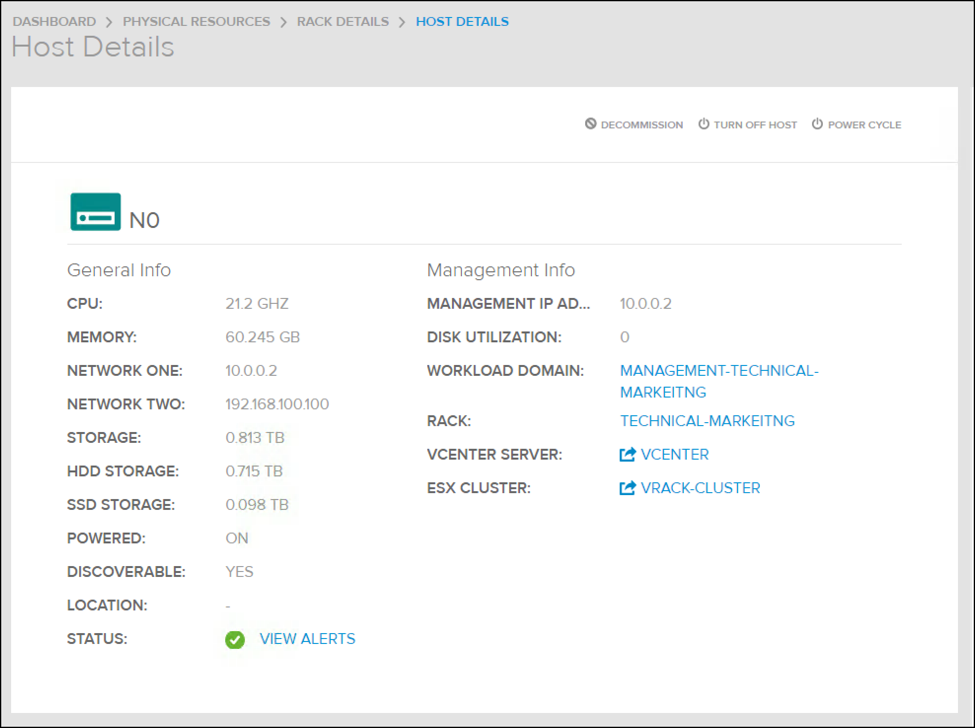 DASHBOARD > PHYSICAL RESOURCES > RACK DETAILS > HOST DETAILS
Host Details
DECOMMISSION TURN OFF HOST POWER CYCLE
N0
General Info
CPU: 21.2 GHZ
MEMORY: 60.245 GB
NETWORK ONE: 10.0.0.2
NETWORK TWO: 192.168.100.100
STORAGE: 0.813 TB
HDD STORAGE: 0.715 TB
SSD STORAGE: 0.098 TB
POWERED: ON
DISCOVERABLE: YES
LOCATION: -
STATUS: VIEW ALERTS
Management Info
MANAGEMENT IP AD... 10.0.0.2
DISK UTILIZATION: 0
WORKLOAD DOMAIN: MANAGEMENT-TECHNICAL-
MARKEITNG
RACK: TECHNICAL-MARKEITNG
VCENTER SERVER: VCENTER
ESX CLUSTER: VRACK-CLUSTER